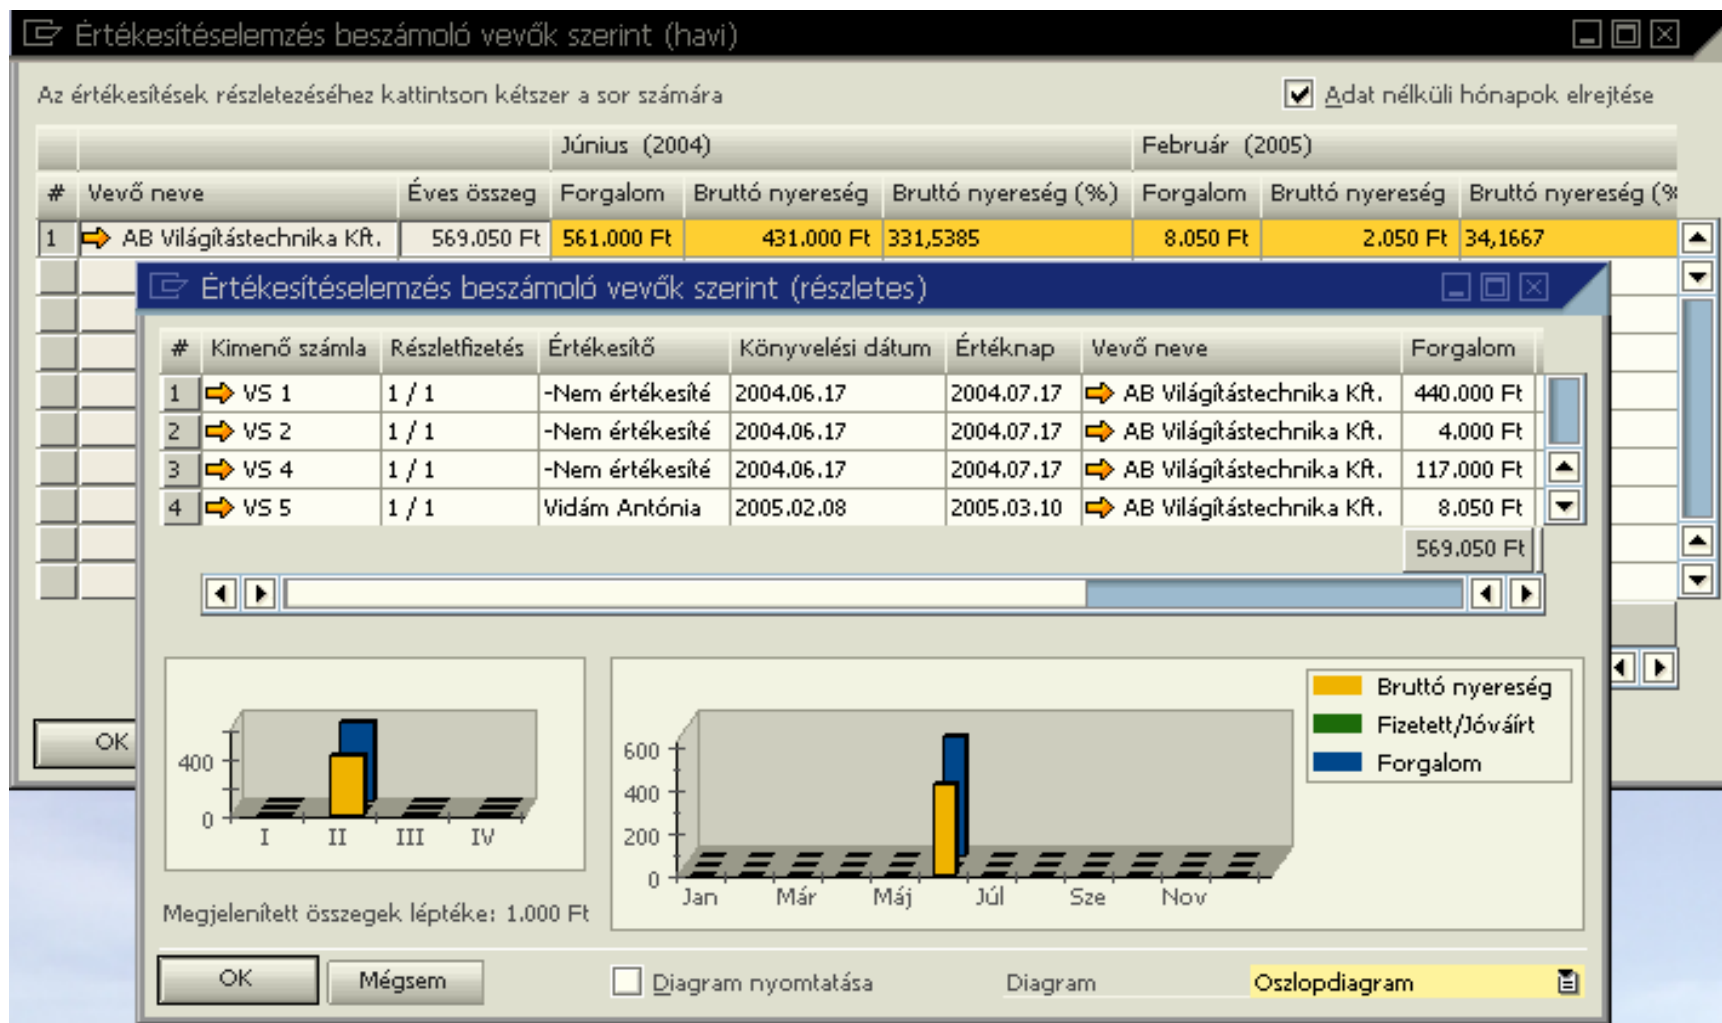 Értékesítéselemzés beszámoló vevők szerint (havi)
Az értékesítések részletezéséhez kattintson kétszer a sor számára
Adat nélküli hónapok elrejtése
Június (2004) Február (2005)
# Vevő neve Éves összeg Forgalom Bruttó nyereség Bruttó nyereség (%) Forgalom Bruttó nyereség Bruttó nyereség (%
1 AB Világítástechnika Kft. 569.050 Ft 561.000 Ft 431.000 Ft 331,5385 8.050 Ft 2.050 Ft 34,1667
Értékesítéselemzés beszámoló vevők szerint (részletes)
# Kimenő számla Részletfizetés Értékesítő Könyvelési dátum Értéknap Vevő neve Forgalom
1 VS 1 1 / 1 -Nem értékesíté 2004.06.17 2004.07.17 AB Világítástechnika Kft. 440.000 Ft
2 VS 2 1 / 1 -Nem értékesíté 2004.06.17 2004.07.17 AB Világítástechnika Kft. 4.000 Ft
3 VS 4 1 / 1 -Nem értékesíté 2004.06.17 2004.07.17 AB Világítástechnika Kft. 117.000 Ft
4 VS 5 1 / 1 Vidám Antónia 2005.02.08 2005.03.10 AB Világítástechnika Kft. 8.050 Ft
569.050 Ft
OK
400
0
I II III IV
Megjelenített összegek léptéke: 1.000 Ft
600
400
200
0
Jan Már Máj Júl Sze Nov
Bruttó nyereség
Fizetett/Jóváírt
Forgalom
OK Mégsem Diagram nyomtatása Diagram Oszlopdiagram